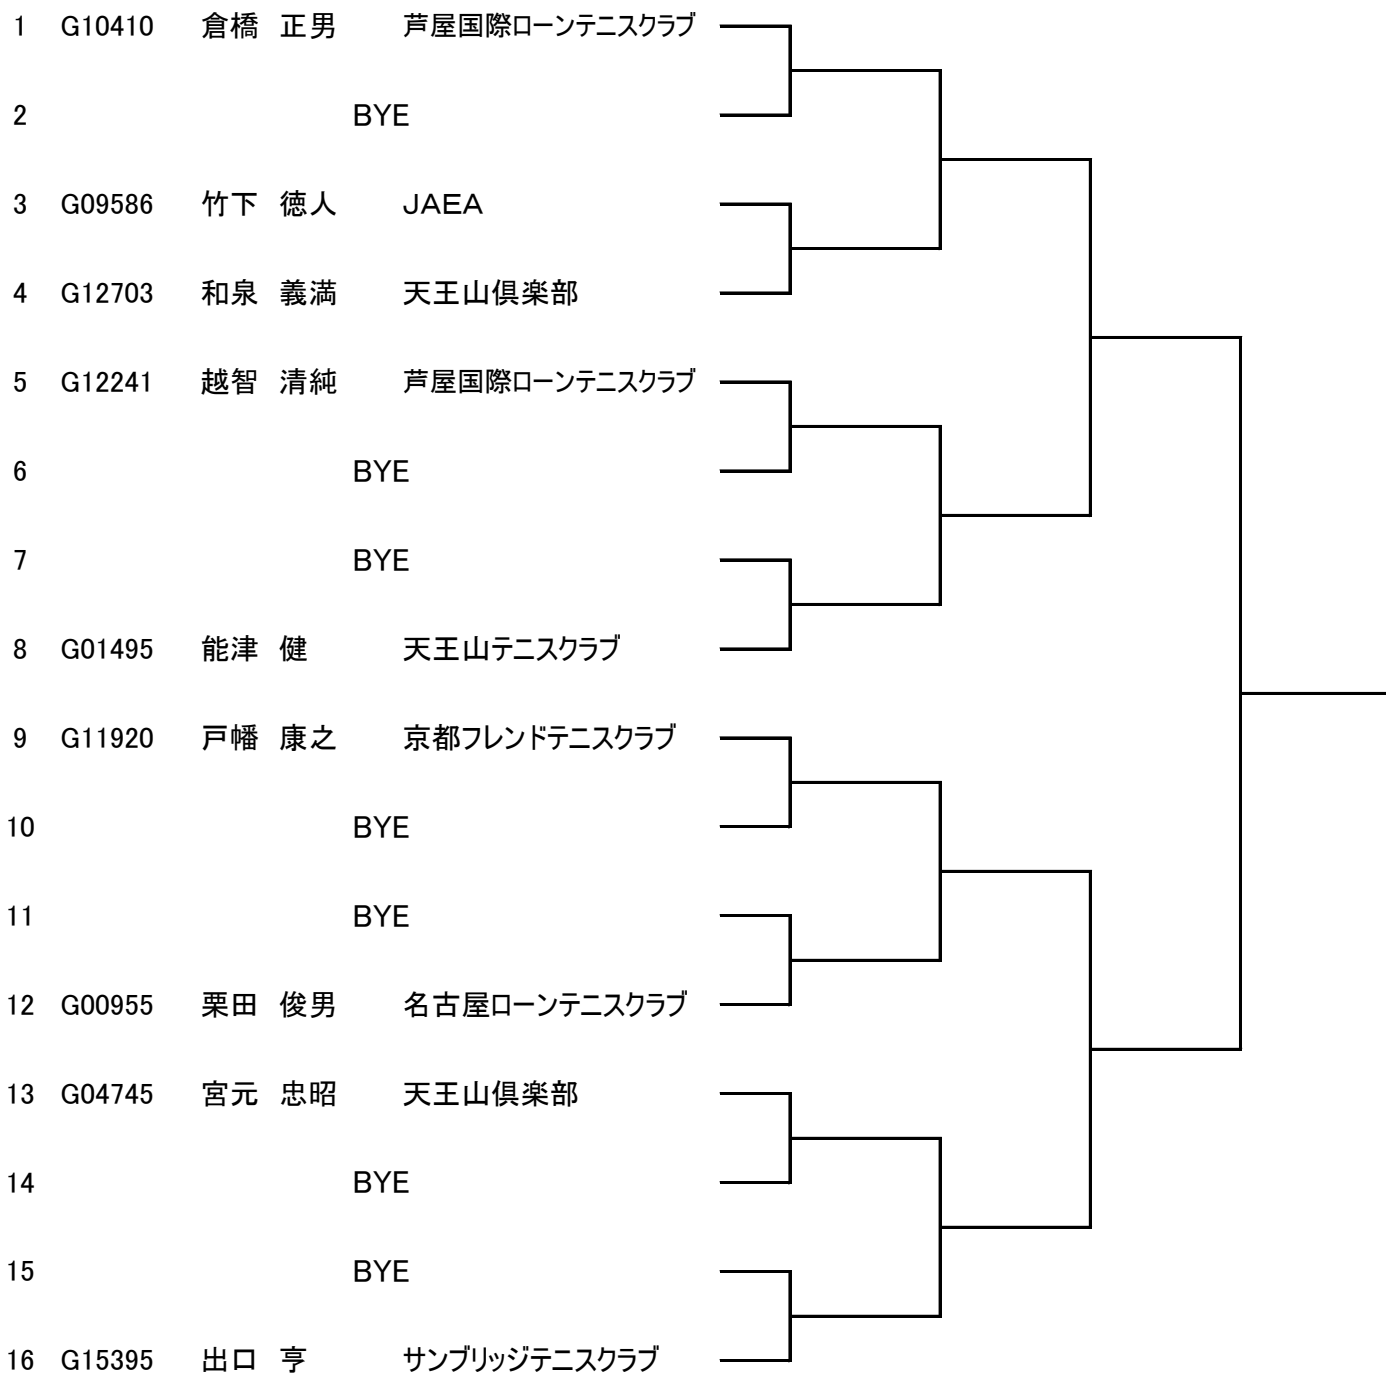 1 G10410 倉橋 正男 芦屋国際ローンテニスクラブ
2 BYE
3 G09586 竹下 徳人 JAEA
4 G12703 和泉 義満 天王山倶楽部
5 G12241 越智 清純 芦屋国際ローンテニスクラブ
6 BYE
7 BYE
8 G01495 能津 健 天王山テニスクラブ
9 G11920 戸幡 康之 京都フレンドテニスクラブ
10 BYE
11 BYE
12 G00955 栗田 俊男 名古屋ローンテニスクラブ
13 G04745 宮元 忠昭 天王山倶楽部
14 BYE
15 BYE
16 G15395 出口 亨 サンブリッジテニスクラブ